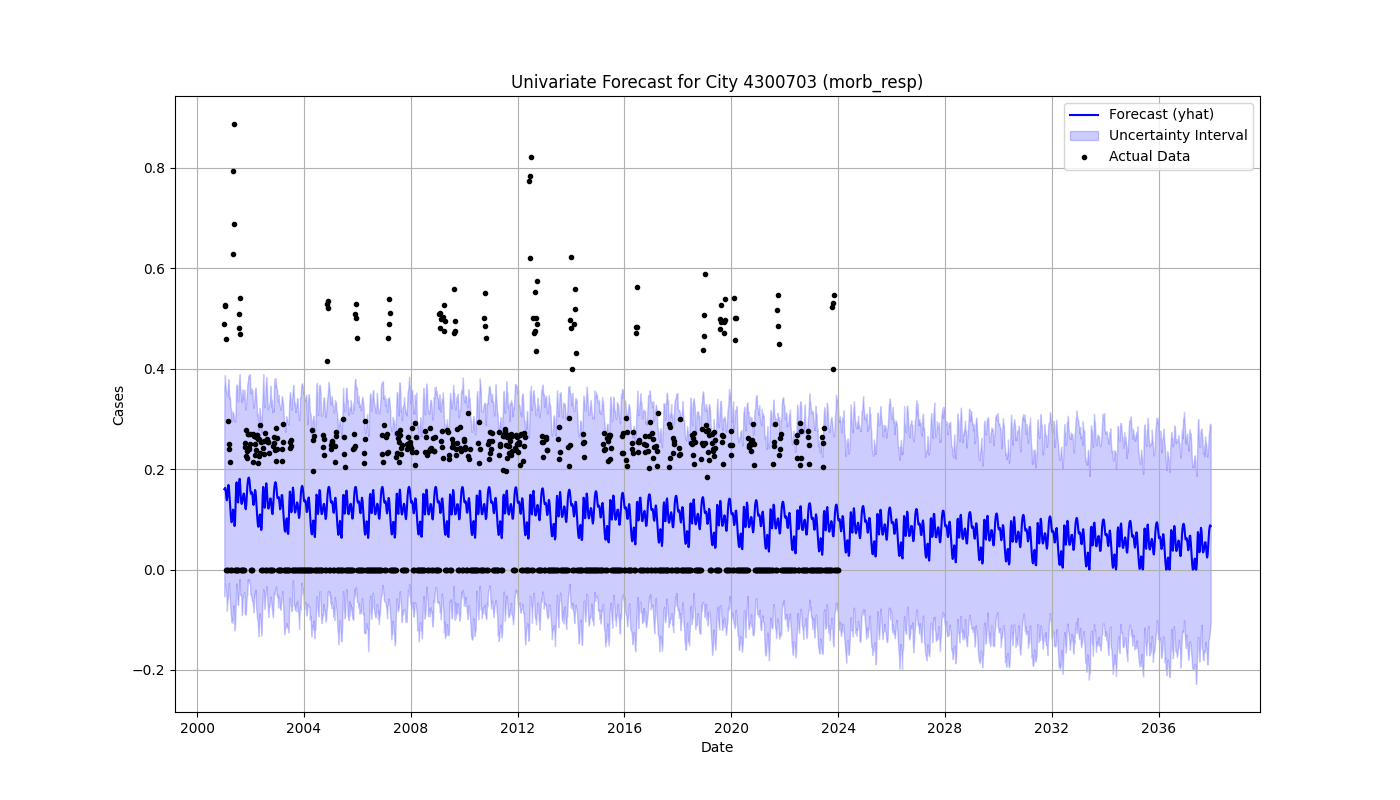 Univariate Forecast for City 4300703 (morb_resp)
Forecast (yhat)
Uncertainty Interval
Actual Data
Cases
0.8
0.6
0.4
0.2
0.0
−0.2
2000 2004 2008 2012 2016 2020 2024 2028 2032 2036
Date